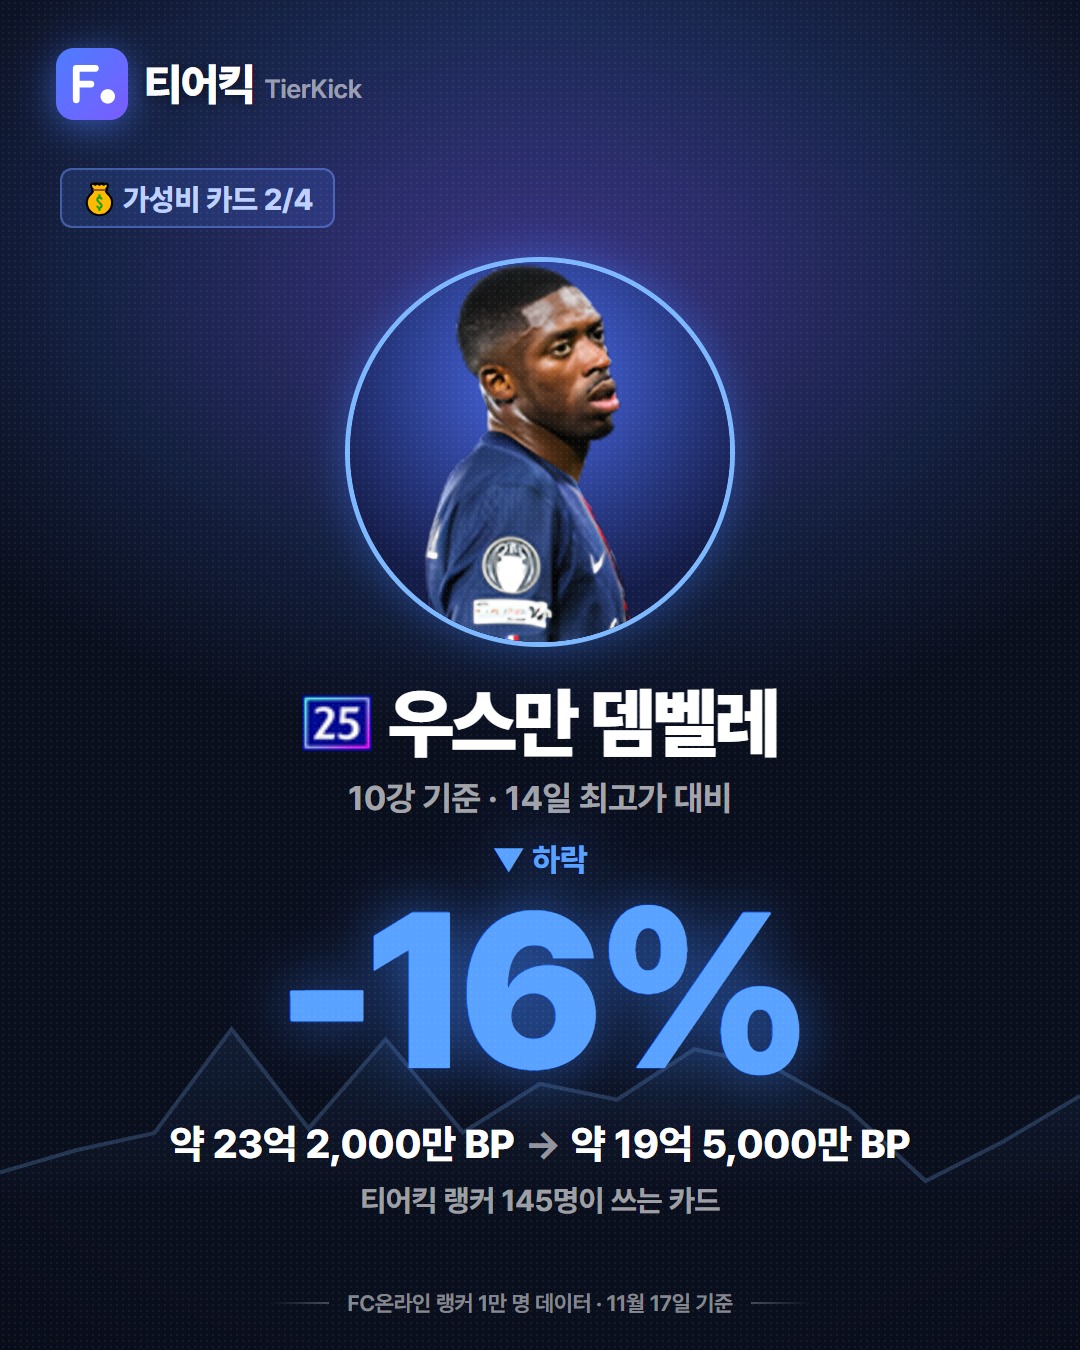 F. 티어킥 TierKick
💰 가성비 카드 2/4
25 우스만 뎀벨레
10강 기준 · 14일 최고가 대비
▼ 하락
-16%
약 23억 2,000만 BP → 약 19억 5,000만 BP
티어킥 랭커 145명이 쓰는 카드
FC온라인 랭커 1만 명 데이터 · 11월 17일 기준